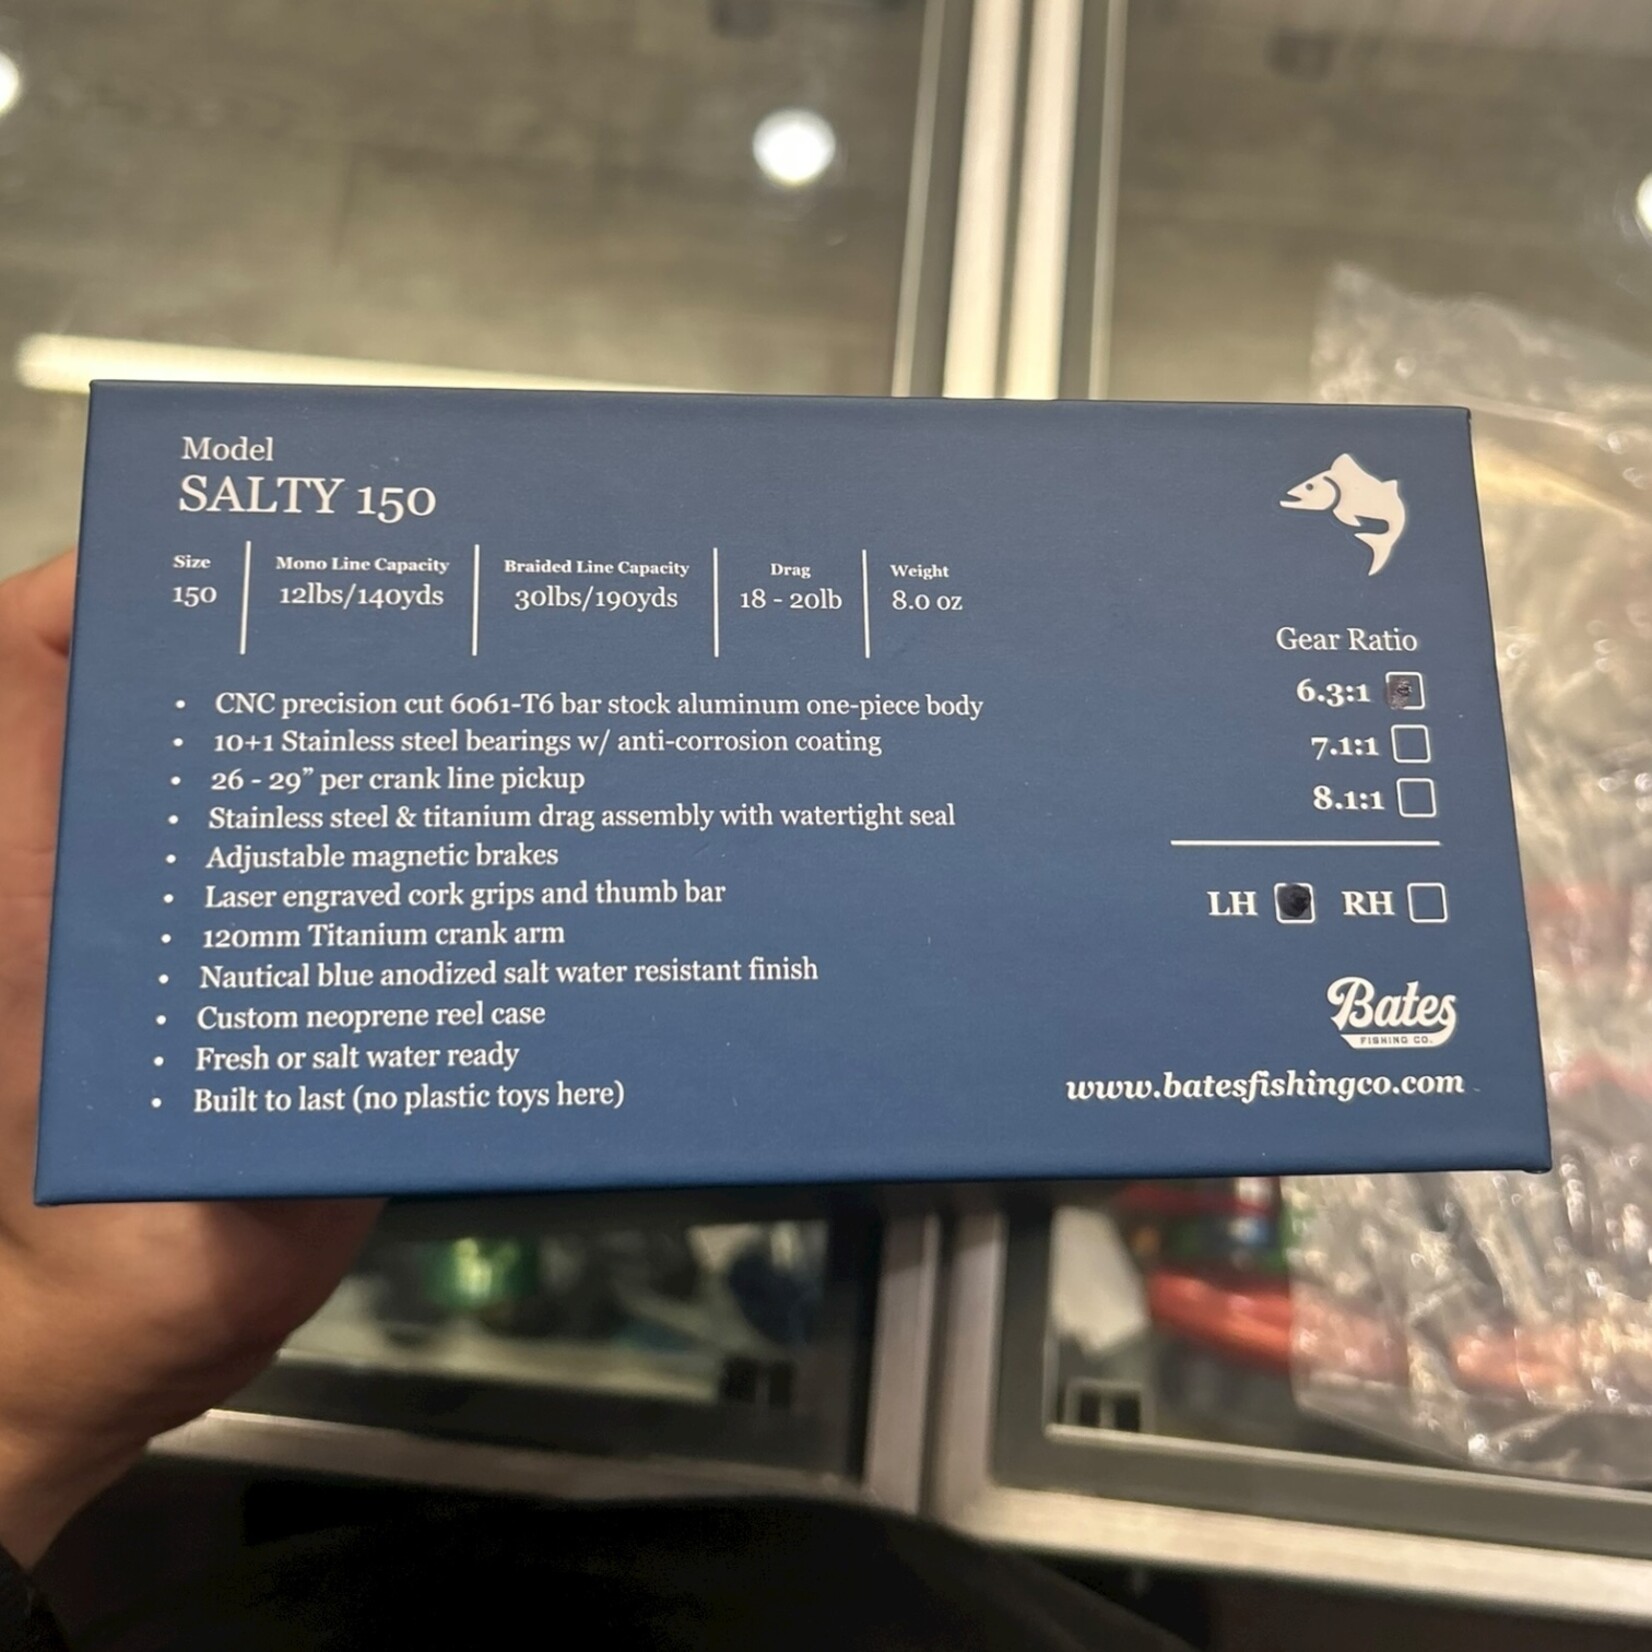 Model
SALTY 150
Size
150
Mono Line Capacity
12lbs/140yds
Braided Line Capacity
30lbs/190yds
Drag
18 - 20lb
Weight
8.0 oz
• CNC precision cut 6061-T6 bar stock aluminum one-piece body
• 10+1 Stainless steel bearings w/ anti-corrosion coating
• 26 - 29” per crank line pickup
• Stainless steel & titanium drag assembly with watertight seal
• Adjustable magnetic brakes
• Laser engraved cork grips and thumb bar
• 120mm Titanium crank arm
• Nautical blue anodized salt water resistant finish
• Custom neoprene reel case
• Fresh or salt water ready
• Built to last (no plastic toys here)
Gear Ratio
6.3:1
7.1:1
8.1:1
LH RH
Bates
FISHING CO.
www.batesfishingco.com